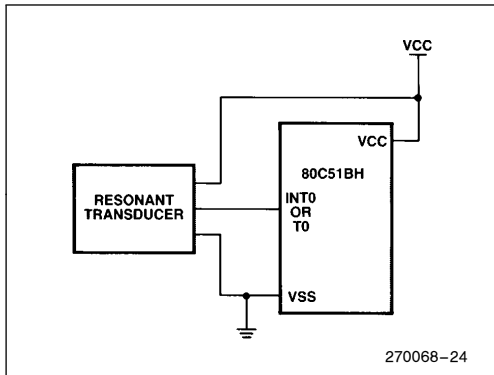 VCC
VCC
80C51BH
RESONANT
TRANSDUCER
INT0
OR
T0
VSS
270068–24